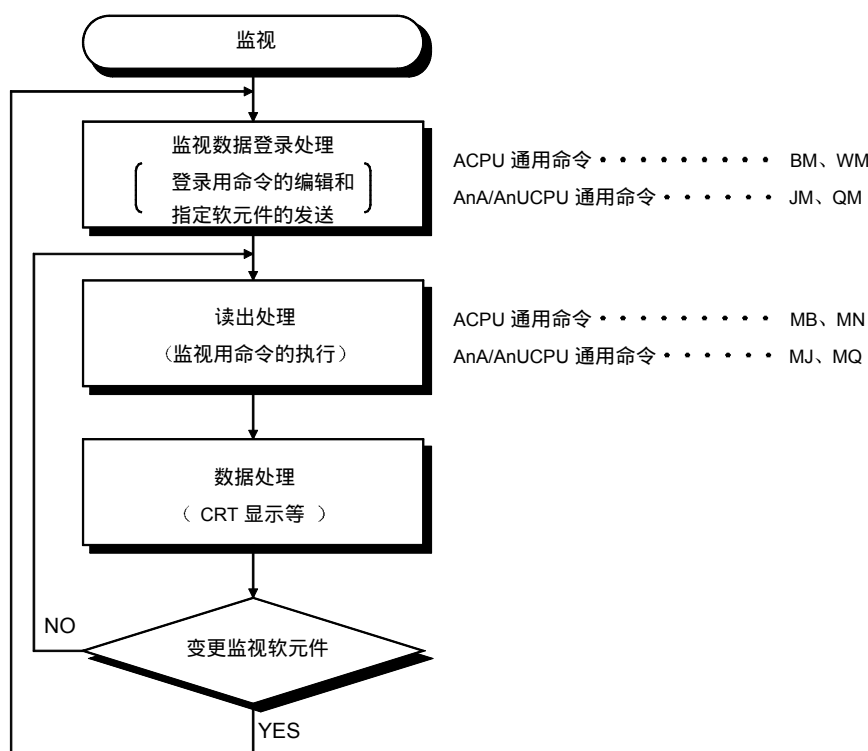 监视
监视数据登录处理
登录用命令的编辑和
指定软元件的发送
ACPU 通用命令 • • • • • • • • • BM、WM
AnA/AnUCPU 通用命令 • • • • • • JM、QM
读出处理
（监视用命令的执行）
ACPU 通用命令 • • • • • • • • • MB、MN
AnA/AnUCPU 通用命令 • • • • • • MJ、MQ
数据处理
（ CRT 显示等 ）
变更监视软元件
NO
YES